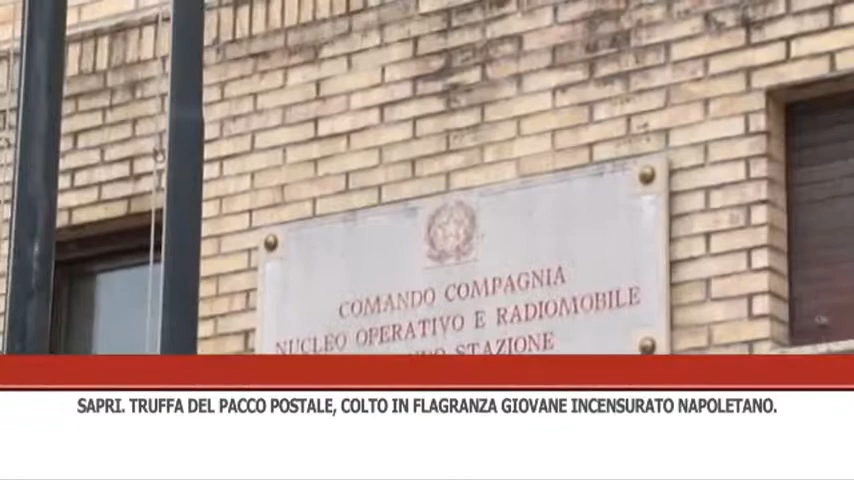 COMANDO COMPAGNIA
NUCLEO OPERATIVO E RADIOMOBILE
STAZIONE
SAPRI. TRUFFA DEL PACCO POSTALE, COLTO IN FLAGRANZA GIOVANE INCENSURATO NAPOLETANO.